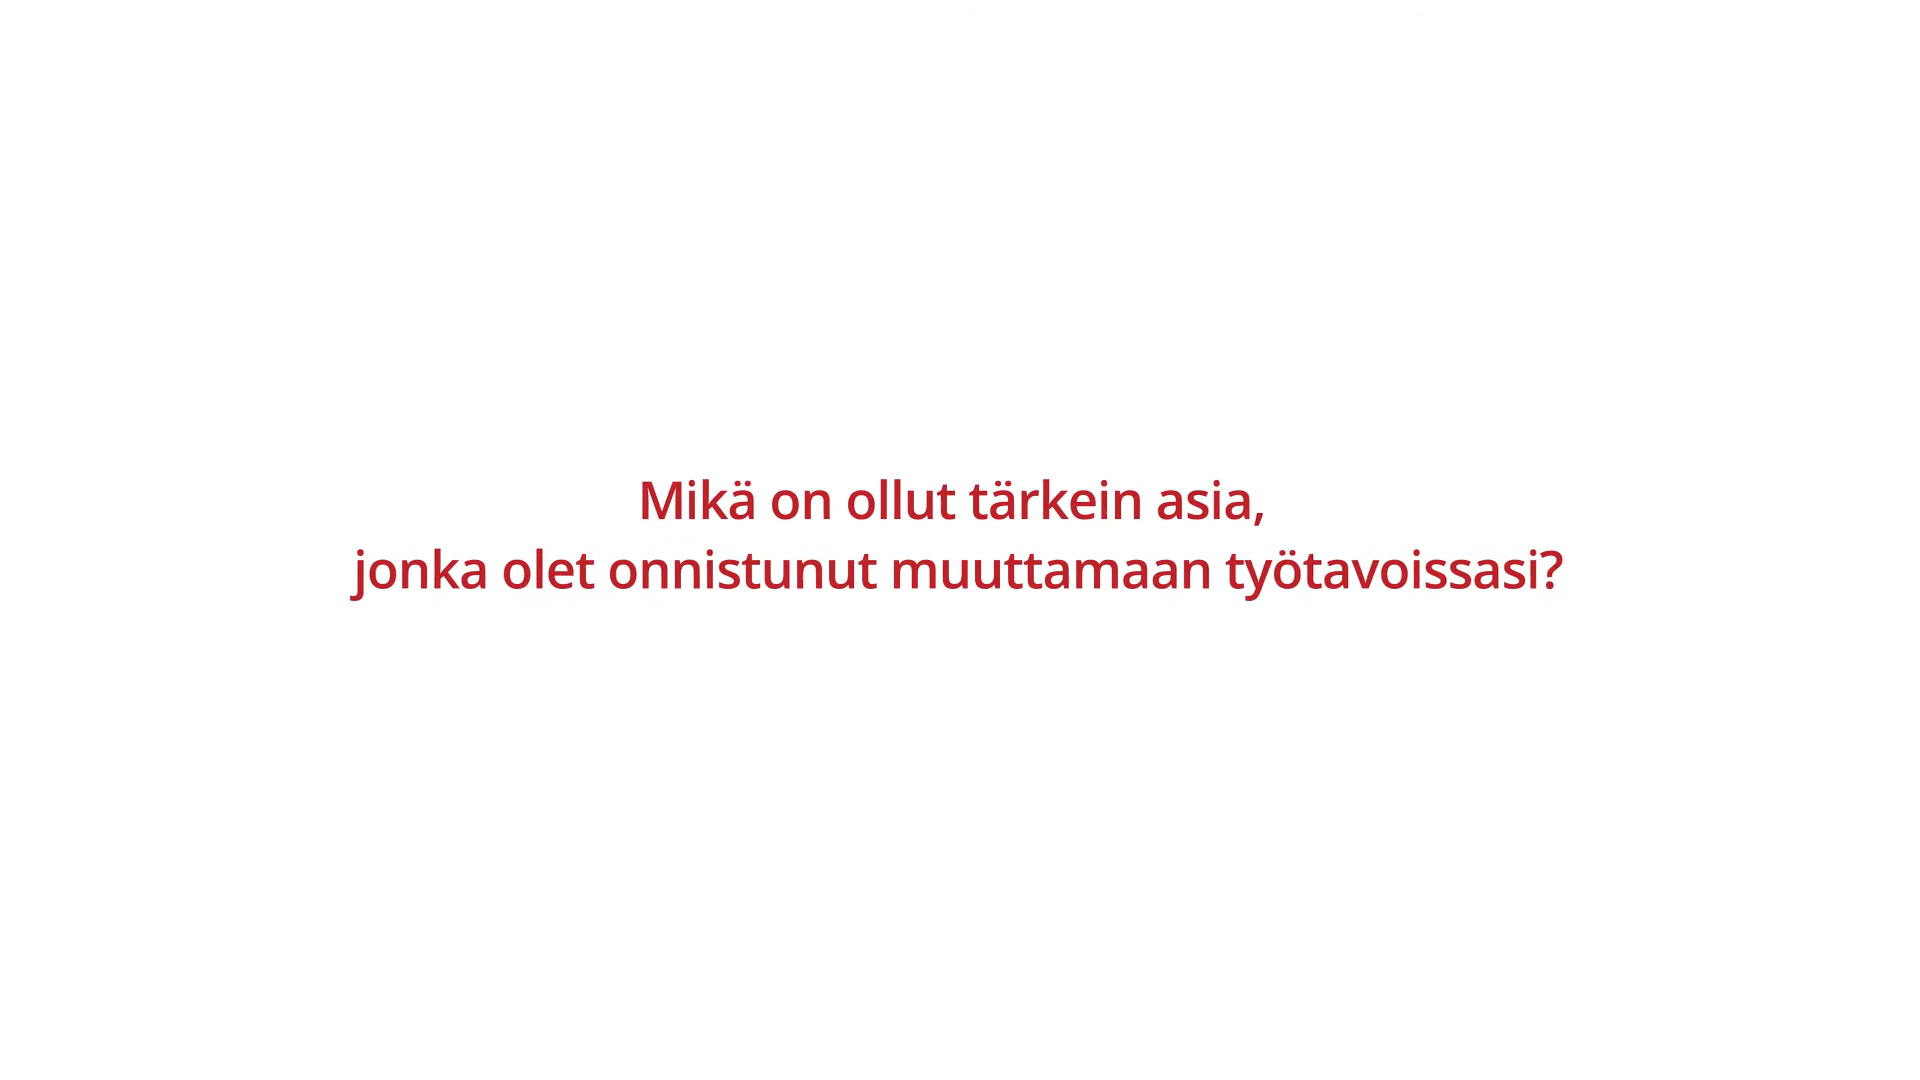 Mikä on ollut tärkein asia,
jonka olet onnistunut muuttamaan työtavoissasi?